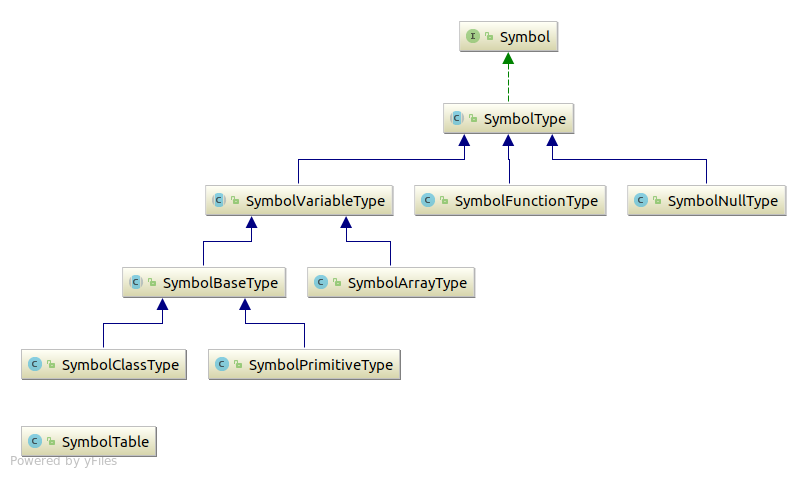 I Symbol
C SymbolType
C SymbolVariableType
C SymbolFunctionType
C SymbolNullType
C SymbolBaseType
C SymbolArrayType
C SymbolClassType
C SymbolPrimitiveType
C SymbolTable
Powered by yFiles